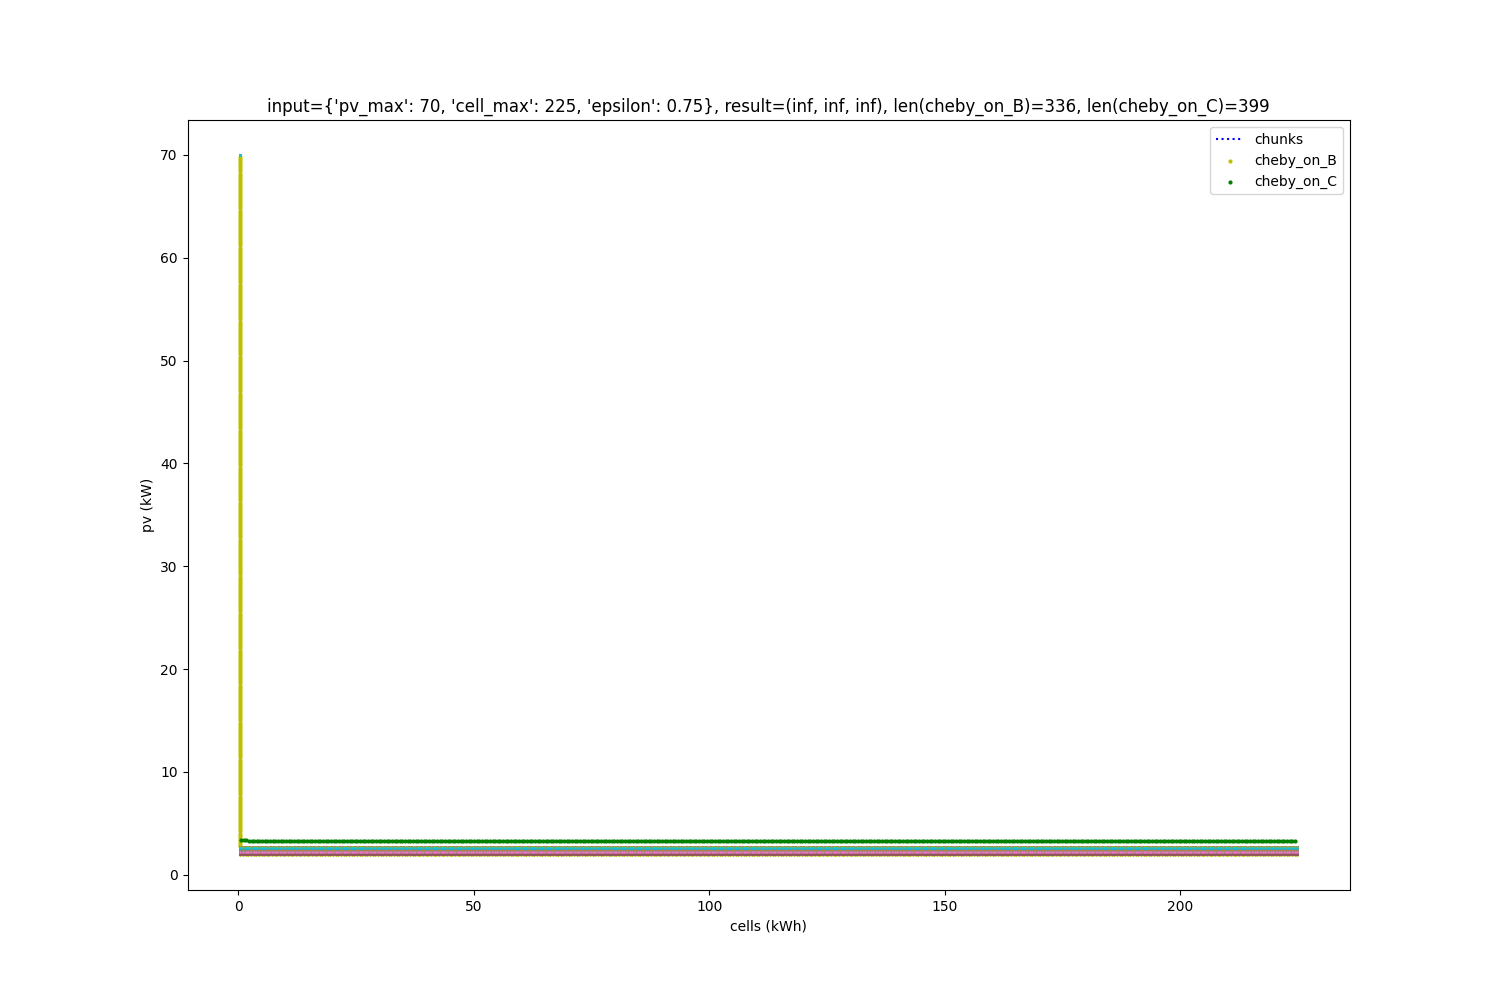 input={'pv_max': 70, 'cell_max': 225, 'epsilon': 0.75}, result=(inf, inf, inf), len(cheby_on_B)=336, len(cheby_on_C)=399
chunks
cheby_on_B
cheby_on_C
70
60
50
40
30
20
10
0
pv (kW)
0 50 100 150 200
cells (kWh)